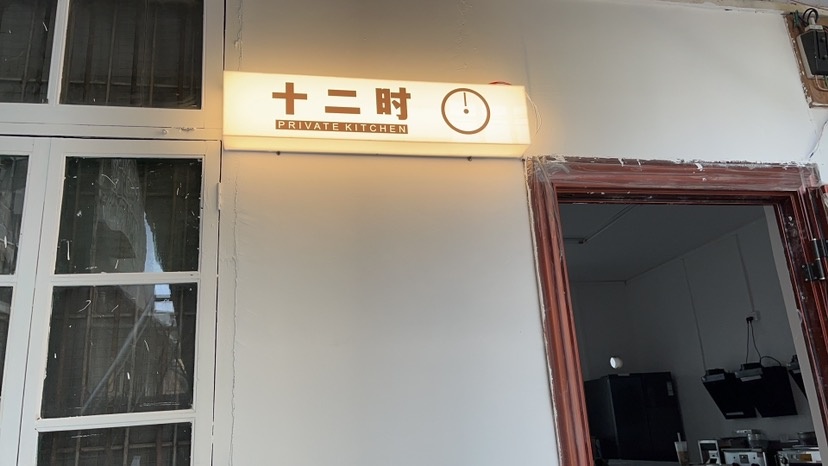 十二时
PRIVATE KITCHEN